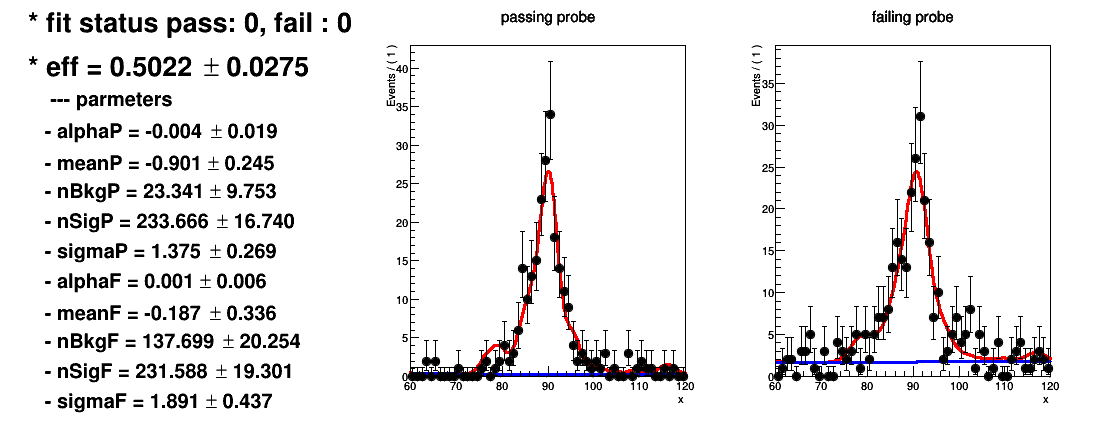 * fit status pass: 0, fail : 0
* eff = 0.5022 ± 0.0275
--- parmeters
- alphaP = -0.004 ± 0.019
- meanP = -0.901 ± 0.245
- nBkgP = 23.341 ± 9.753
- nSigP = 233.666 ± 16.740
- sigmaP = 1.375 ± 0.269
- alphaF = 0.001 ± 0.006
- meanF = -0.187 ± 0.336
- nBkgF = 137.699 ± 20.254
- nSigF = 231.588 ± 19.301
- sigmaF = 1.891 ± 0.437
passing probe
Events / ( 1 )
40
35
30
25
20
15
10
5
0
60 70 80 90 100 110 120
x
failing probe
Events / ( 1 )
35
30
25
20
15
10
5
0
60 70 80 90 100 110 120
x